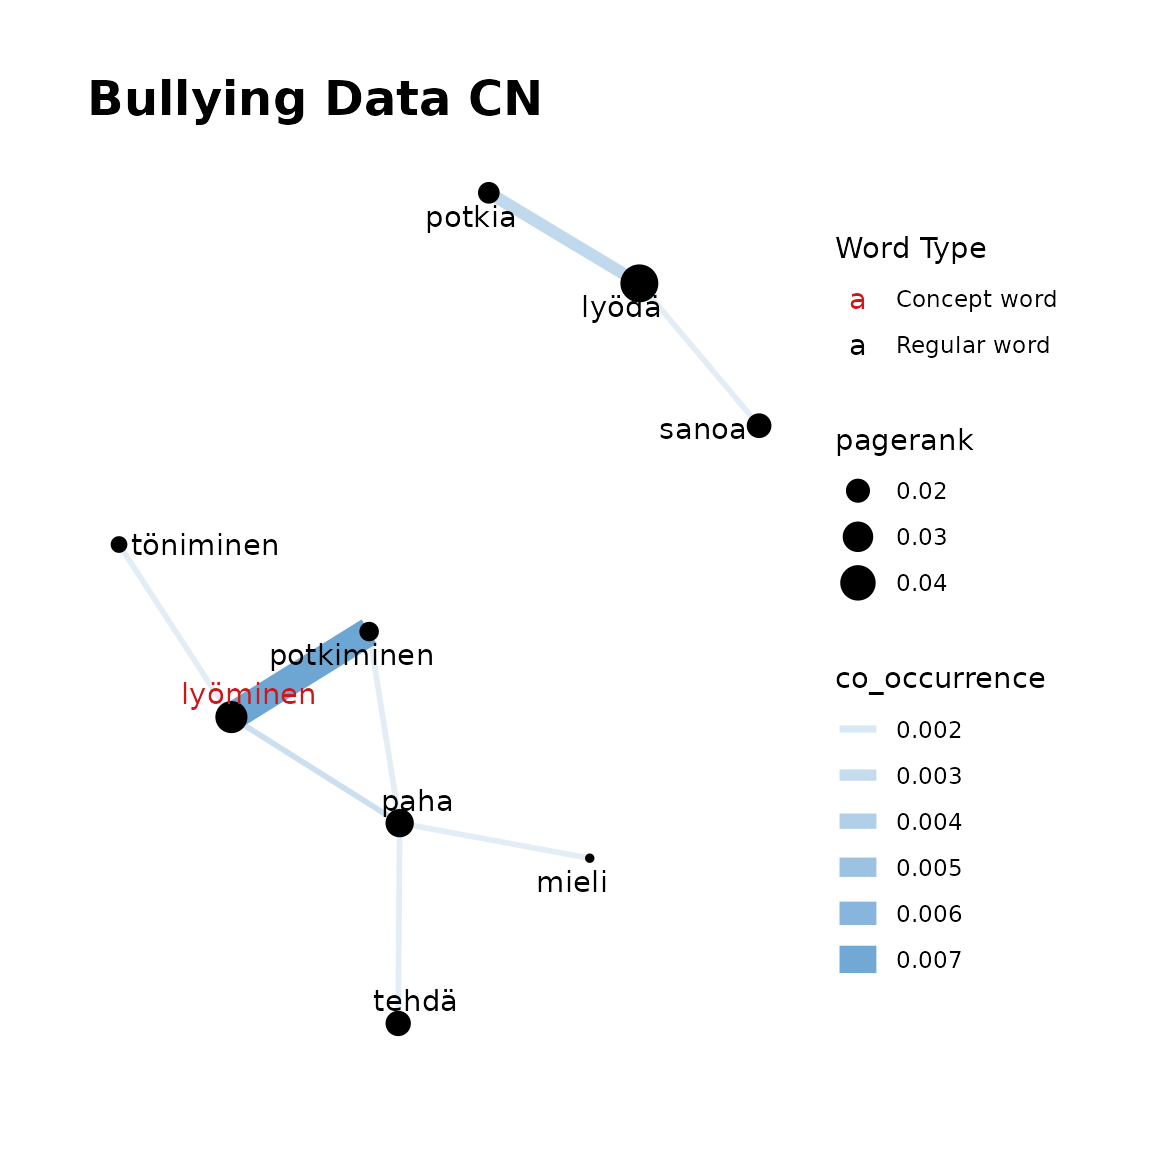 Bullying Data CN
potkia
lyödä
sanoa
töniminen
potkiminen
lyöminen
paha
mieli
tehdä
Word Type
a Concept word
a Regular word
pagerank
0.02
0.03
0.04
co_occurrence
0.002
0.003
0.004
0.005
0.006
0.007